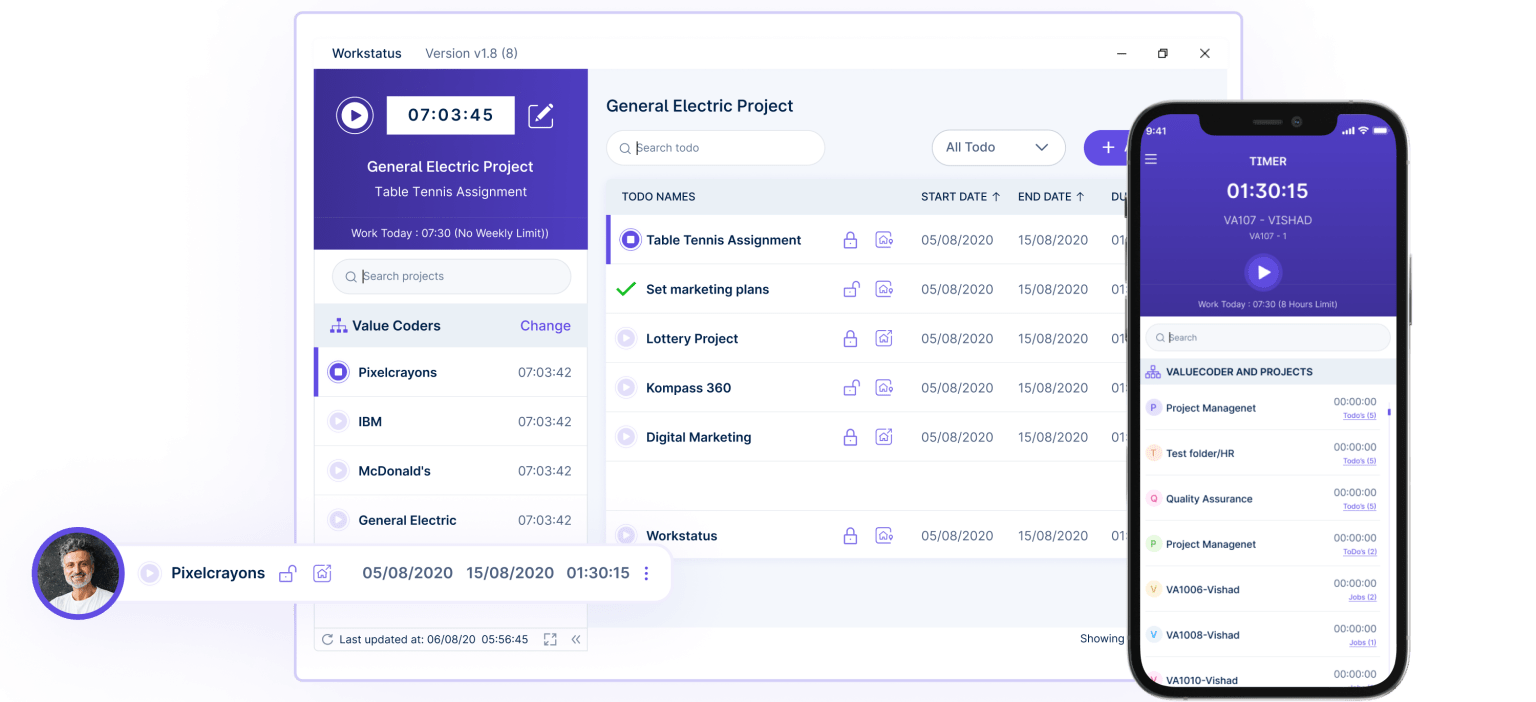 Workstatus Version v1.8 (8)
07:03:45
General Electric Project
Table Tennis Assignment
Work Today : 07:30 (No Weekly Limit))
Search projects
Value Coders Change
Pixelcrayons 07:03:42
IBM 07:03:42
McDonald's 07:03:42
General Electric 07:03:42
Last updated at: 06/08/20 05:56:45
General Electric Project
Search todo
All Todo
+
TODO NAMES START DATE ↑ END DATE ↑
Table Tennis Assignment 05/08/2020 15/08/2020
Set marketing plans 05/08/2020 15/08/2020
Lottery Project 05/08/2020 15/08/2020
Kompass 360 05/08/2020 15/08/2020
Digital Marketing 05/08/2020 15/08/2020
Workstatus 05/08/2020 15/08/2020
Showing
Pixelcrayons 05/08/2020 15/08/2020 01:30:15
9:41
TIMER
01:30:15
VA107 - VISHAD
VA107 - 1
Work Today : 07:30 (8 Hours Limit)
Search
VALUECODER AND PROJECTS
P Project Managenet 00:00:00
Todo's (5)
T Test folder/HR 00:00:00
Todo's (5)
Q Quality Assurance 00:00:00
Todo's (5)
P Project Managenet 00:00:00
ToDo's (2)
V VA1006-Vishad 00:00:00
Jobs (2)
V VA1008-Vishad 00:00:00
Jobs (1)
V VA1010-Vishad 00:00:00